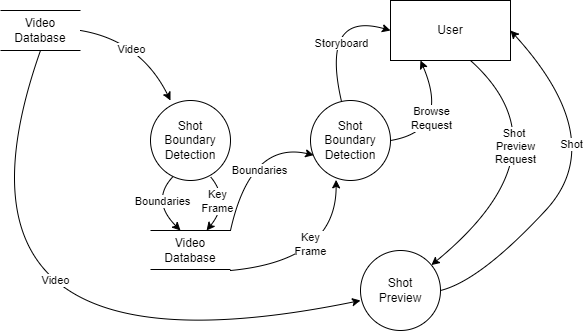 Video
Database
Video
Storyboard
User
Shot
Boundary
Detection
Shot
Boundary
Detection
Browse
Request
Shot
Preview
Request
Shot
Boundaries
Boundaries
Key
Frame
Video
Database
Key
Frame
Video
Shot
Preview